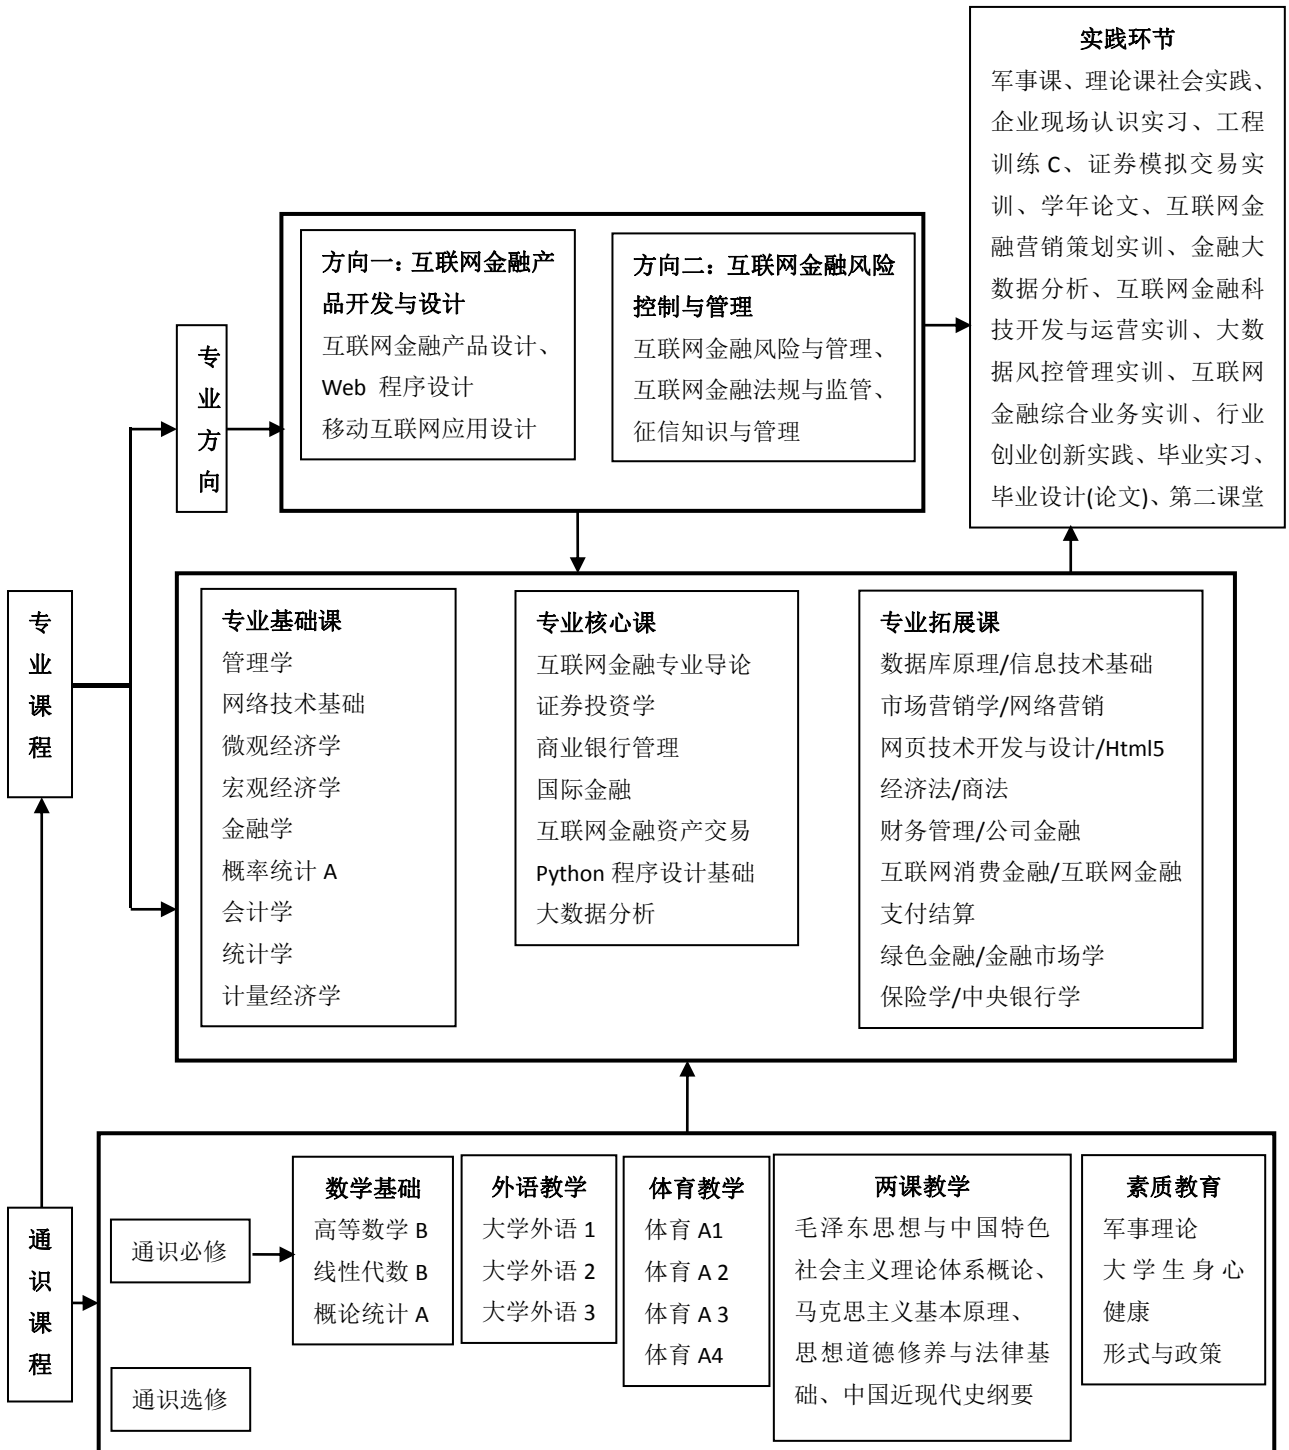 实践环节
军事课、理论课社会实践、
企业现场认识实习、工程
训练 C、证券模拟交易实
训、学年论文、互联网金
融营销策划实训、金融大
数据分析、互联网金融科
技开发与运营实训、大数
据风控管理实训、互联网
金融综合业务实训、行业
创业创新实践、毕业实习、
毕业设计(论文)、第二课堂
方向一：互联网金融产
品开发与设计
互联网金融产品设计、
Web 程序设计
移动互联网应用设计
方向二：互联网金融风险
控制与管理
互联网金融风险与管理、
互联网金融法规与监管、
征信知识与管理
专
业
方
向
专
业
课
程
专业基础课
管理学
网络技术基础
微观经济学
宏观经济学
金融学
概率统计 A
会计学
统计学
计量经济学
专业核心课
互联网金融专业导论
证券投资学
商业银行管理
国际金融
互联网金融资产交易
Python 程序设计基础
大数据分析
专业拓展课
数据库原理/信息技术基础
市场营销学/网络营销
网页技术开发与设计/Html5
经济法/商法
财务管理/公司金融
互联网消费金融/互联网金融
支付结算
绿色金融/金融市场学
保险学/中央银行学
通
识
课
程
通识必修
通识选修
数学基础
高等数学 B
线性代数 B
概论统计 A
外语教学
大学外语 1
大学外语 2
大学外语 3
体育教学
体育 A1
体育 A 2
体育 A 3
体育 A4
两课教学
毛泽东思想与中国特色
社会主义理论体系概论、
马克思主义基本原理、
思想道德修养与法律基
础、中国近现代史纲要
素质教育
军事理论
大学生身心
健康
形式与政策